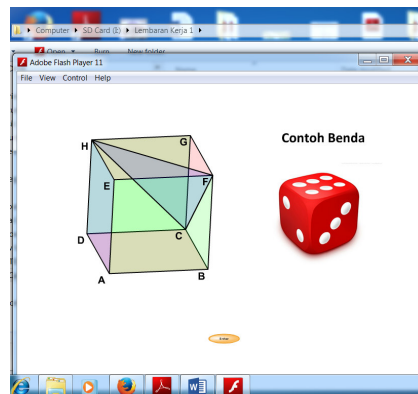 Computer ▸ SD Card (E) ▸ Lembaran Kerja 1 ▸
Open Burn New folder
Adobe Flash Player 11
File View Control Help
Contoh Benda
H
G
E
F
D
C
A
B